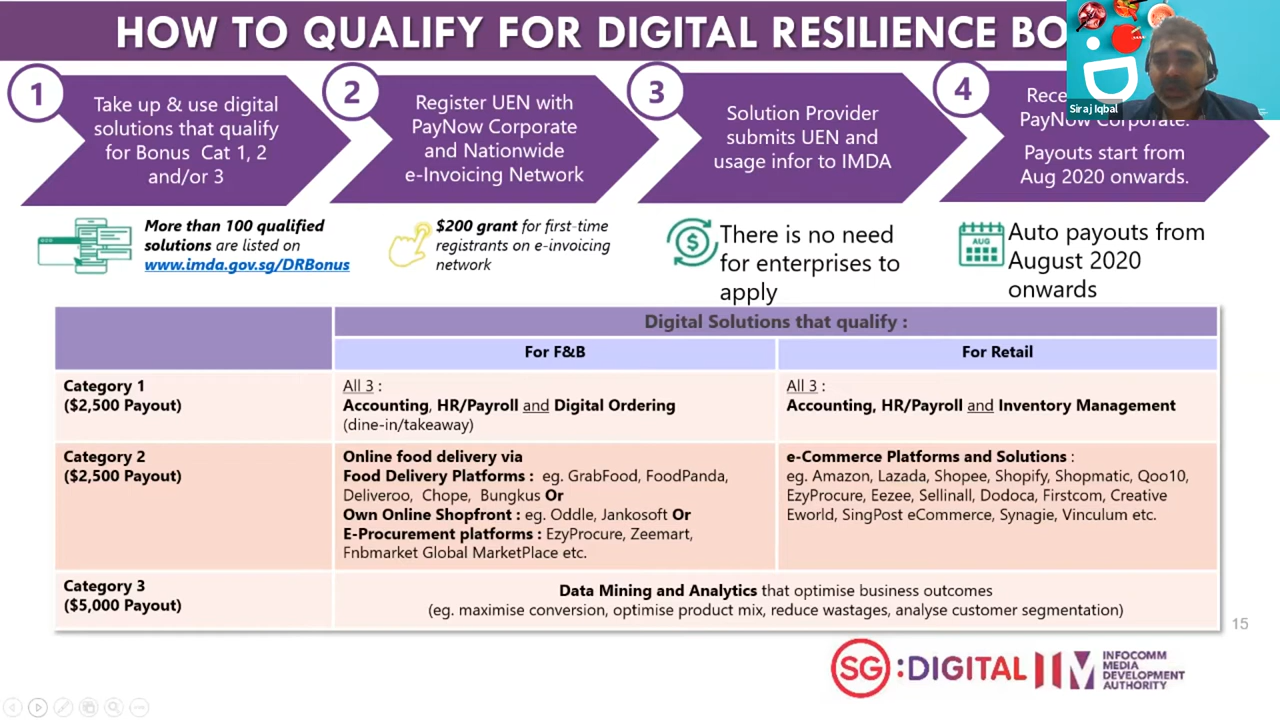 HOW TO QUALIFY FOR DIGITAL RESILIENCE BO
1
Take up & use digital
solutions that qualify
for Bonus Cat 1, 2
and/or 3
2
Register UEN with
PayNow Corporate
and Nationwide
e-Invoicing Network
3
Solution Provider
submits UEN and
usage infor to IMDA
4
Rece
PayNow Corporate.
Payouts start from
Aug 2020 onwards.
Siraj Iqbal
More than 100 qualified
solutions are listed on
www.imda.gov.sg/DRBonus
$200 grant for first-time
registrants on e-invoicing
network
There is no need
for enterprises to
apply
AUG
Auto payouts from
August 2020
onwards
Digital Solutions that qualify :
For F&B
For Retail
Category 1
($2,500 Payout)
All 3 :
Accounting, HR/Payroll and Digital Ordering
(dine-in/takeaway)
All 3 :
Accounting, HR/Payroll and Inventory Management
Category 2
($2,500 Payout)
Online food delivery via
Food Delivery Platforms : eg. GrabFood, FoodPanda,
Deliveroo, Chope, Bungkus Or
Own Online Shopfront : eg. Oddle, Jankosoft Or
E-Procurement platforms : EzyProcure, Zeemart,
Fnbmarket Global MarketPlace etc.
e-Commerce Platforms and Solutions :
eg. Amazon, Lazada, Shopee, Shopify, Shopmatic, Qoo10,
EzyProcure, Eezee, Sellinall, Dodoca, Firstcom, Creative
Eworld, SingPost eCommerce, Synagie, Vinculum etc.
Category 3
($5,000 Payout)
Data Mining and Analytics that optimise business outcomes
(eg. maximise conversion, optimise product mix, reduce wastages, analyse customer segmentation)
15
SG :DIGITAL
INFOCOMM
MEDIA
DEVELOPMENT
AUTHORITY